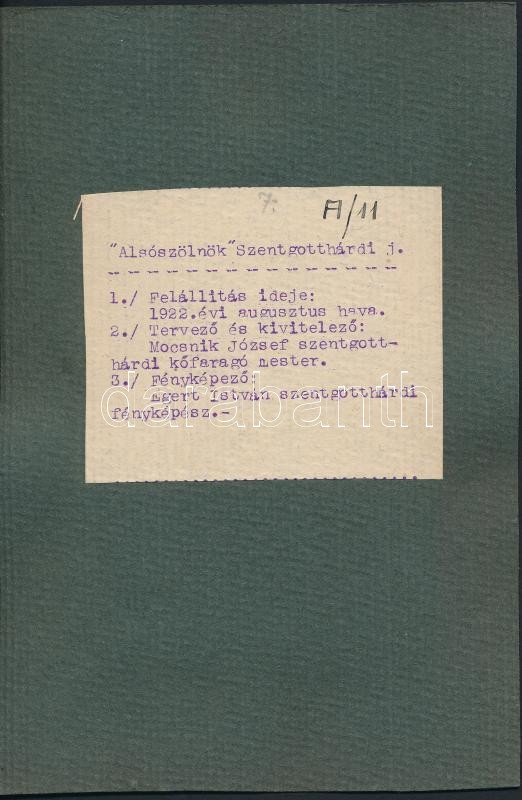 7.
A/11
"Alsószölnök"Szentgotthárdi j.
1./ Felállitás ideje:
1922.évi augusztus hava.
2./ Tervező és kivitelező:
Mocsnik József szentgott-
hárdi kőfaragó mester.
3./ Fényképező:
Egert István szentgotthárdi
fényképész.-
darabanth